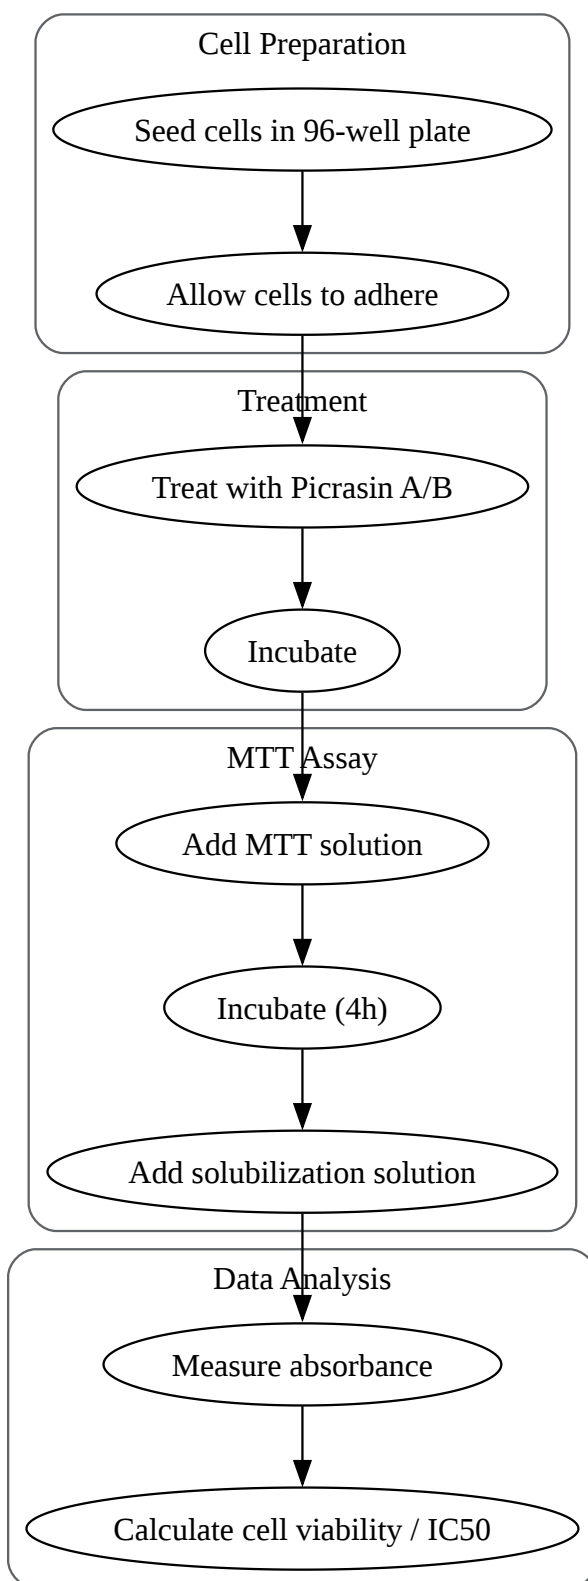 Cell Preparation
Seed cells in 96-well plate
Allow cells to adhere
Treatment
Treat with Picrasin A/B
Incubate
MTT Assay
Add MTT solution
Incubate (4h)
Add solubilization solution
Data Analysis
Measure absorbance
Calculate cell viability / IC50